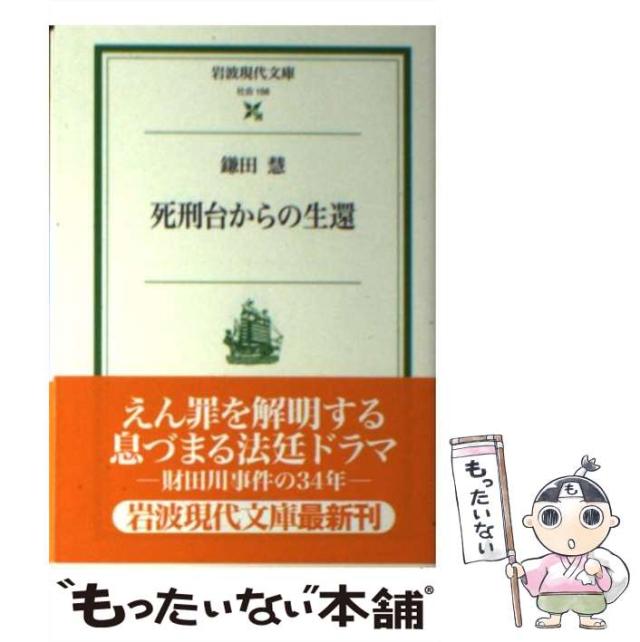 岩波現代文庫
社会 156
鎌田 慧
死刑台からの生還
えん罪を解明する
息づまる法廷ドラマ
―財田川事件の34年―
岩波現代文庫最新刊
も
もったいない
“もったいない”本舗®